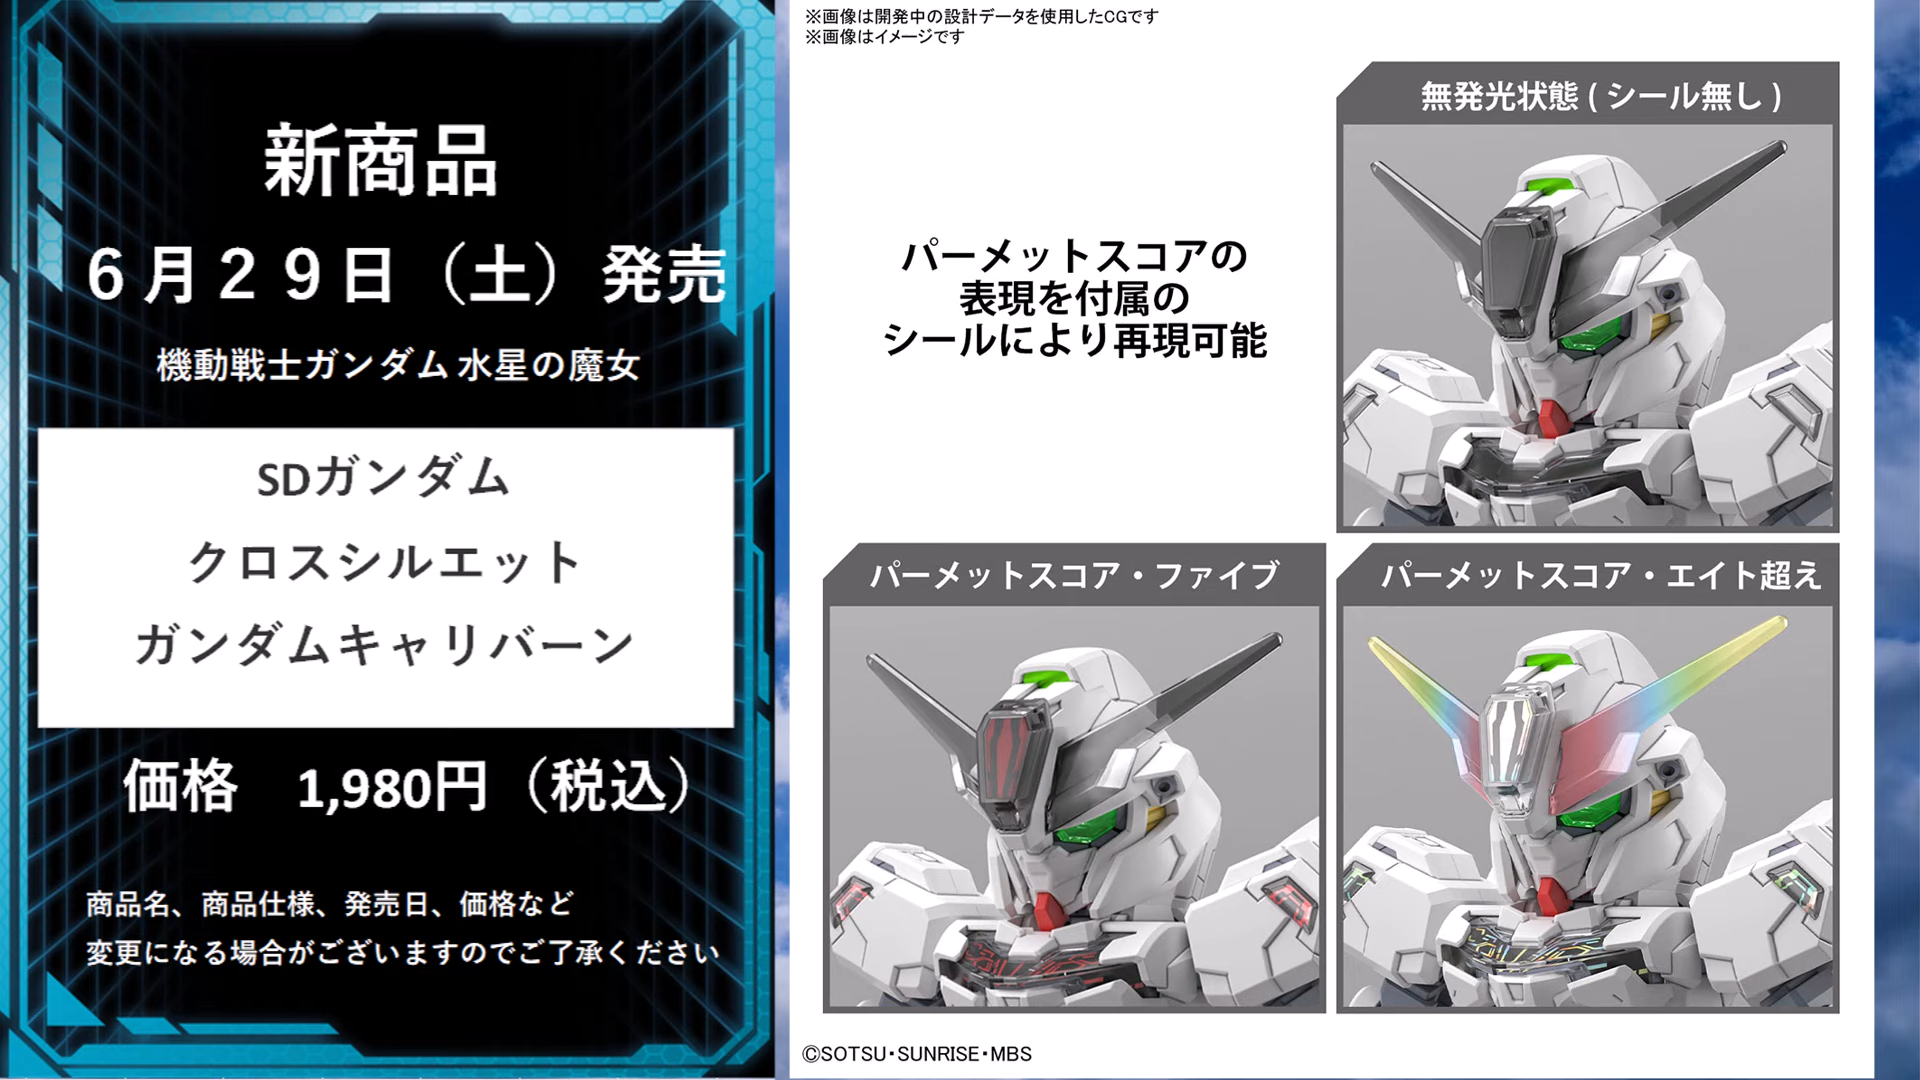 新商品
６月２９日（土）発売
機動戦士ガンダム 水星の魔女
SDガンダム
クロスシルエット
ガンダムキャリバーン
価格　1,980円（税込）
商品名、商品仕様、発売日、価格など
変更になる場合がございますのでご了承ください
※画像は開発中の設計データを使用したCGです
※画像はイメージです
パーメットスコアの
表現を付属の
シールにより再現可能
無発光状態 ( シール無し )
パーメットスコア・ファイブ
パーメットスコア・エイト超え
©SOTSU・SUNRISE・MBS